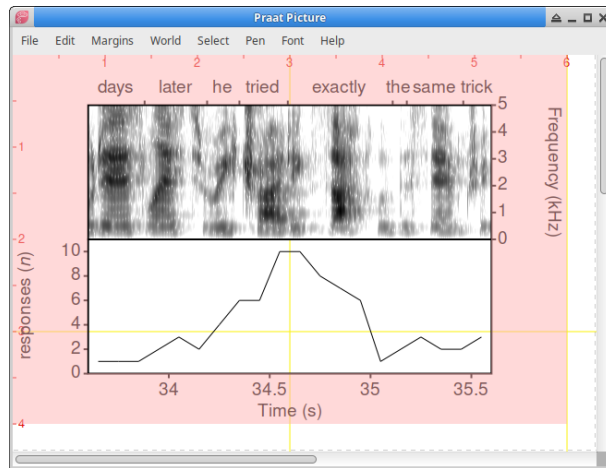 Praat Picture
File Edit Margins World Select Pen Font Help
1 2 3 4 5 6
days later he tried exactly the same trick
5
4
3
2
1
0
Frequency (kHz)
-1
-2
-3
-4
responses (n)
10
8
6
4
2
0
34 34.5 35 35.5
Time (s)